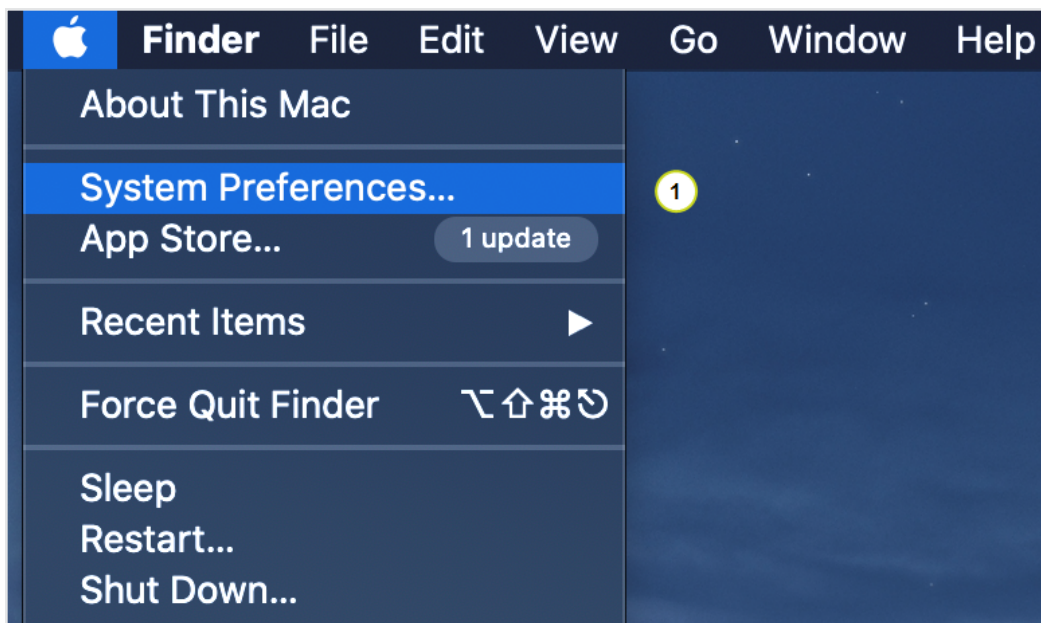 Finder File Edit View Go Window Help
About This Mac
System Preferences... 1
App Store... 1 update
Recent Items ▶
Force Quit Finder ⌥⇧⌘⎋
Sleep
Restart...
Shut Down...